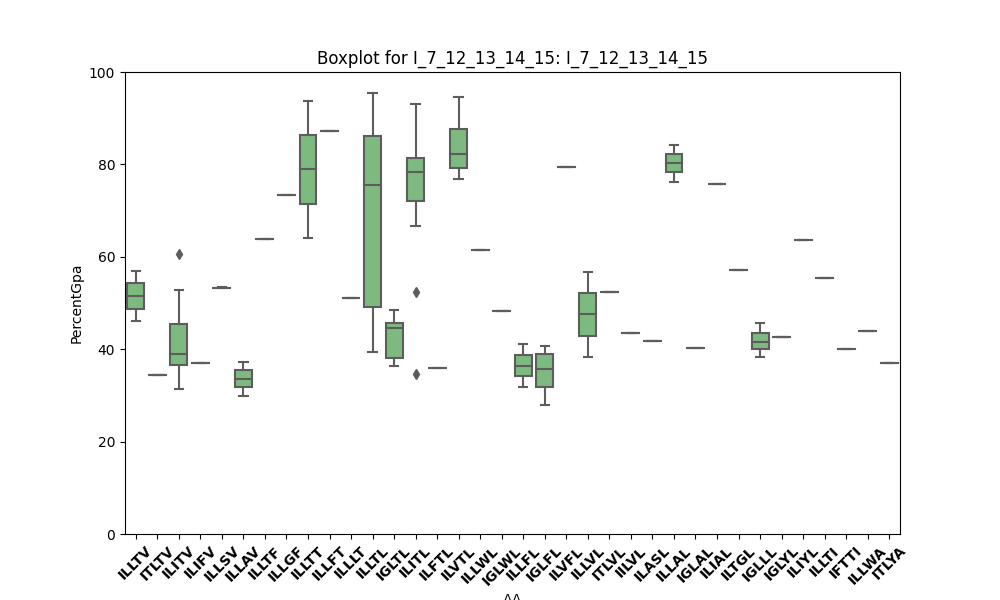 Boxplot for I_7_12_13_14_15: I_7_12_13_14_15
PercentGpa
100
80
60
40
20
0
ILLTV
ITLTV
ILITV
ILIFV
ILLSV
ILLAV
ILLTF
ILLGF
ILLTT
ILLFT
ILLLT
ILLTL
IGLTL
ILITL
ILFTL
ILVTL
ILLWL
IGLWL
ILLFL
IGLFL
ILVFL
ILLVL
ITLVL
IILVL
ILASL
ILLAL
IGLAL
ILIAL
ILTGL
IGLLL
IGLYL
ILIYL
ILLTI
IFTTI
ILLWA
ITLYA